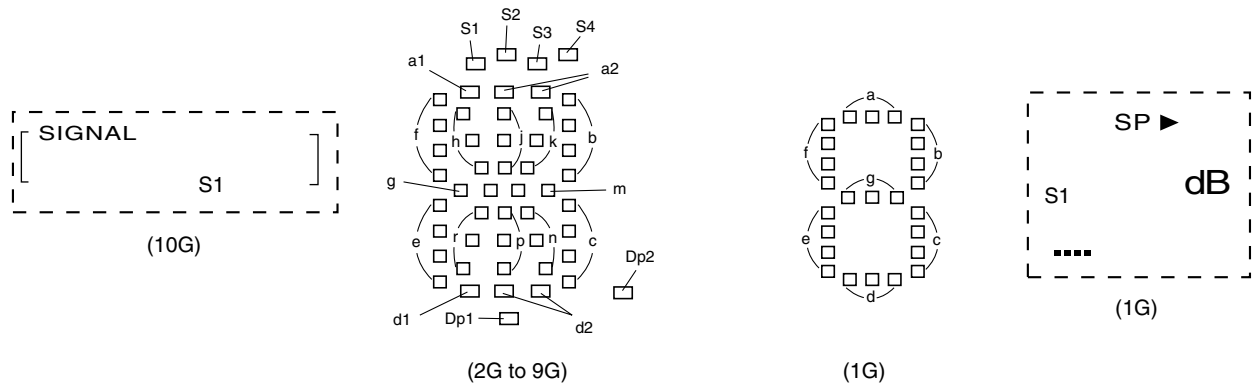 SIGNAL
S1
(10G)
S1
S2
S3
S4
a1
a2
f
h
j
k
b
g
m
e
r
p
n
c
Dp2
d1
Dp1
d2
(2G to 9G)
a
f
b
g
e
c
d
(1G)
SP ►
dB
S1
(1G)